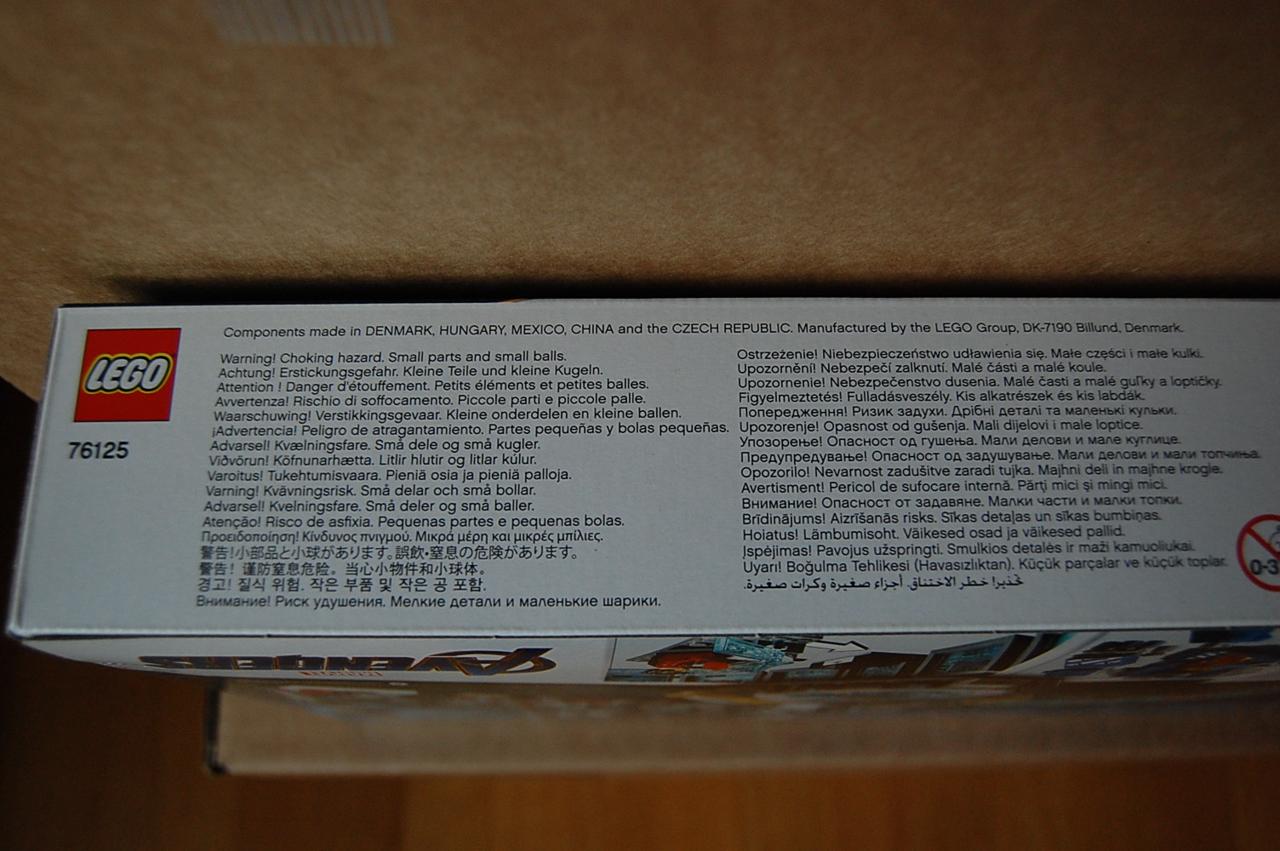 LEGO
76125
Components made in DENMARK, HUNGARY, MEXICO, CHINA and the CZECH REPUBLIC. Manufactured by the LEGO Group, DK-7190 Billund, Denmark.
Warning! Choking hazard. Small parts and small balls.
Achtung! Erstickungsgefahr. Kleine Teile und kleine Kugeln.
Attention ! Danger d'étouffement. Petits éléments et petites balles.
Avvertenza! Rischio di soffocamento. Piccole parti e piccole palle.
Waarschuwing! Verstikkingsgevaar. Kleine onderdelen en kleine ballen.
¡Advertencia! Peligro de atragantamiento. Partes pequeñas y bolas pequeñas.
Advarsel! Kvælningsfare. Små dele og små kugler.
Viðvörun! Köfnunarhætta. Litlir hlutir og litlar kúlur.
Varoitus! Tukehtumisvaara. Pieniä osia ja pieniä palloja.
Varning! Kvävningsrisk. Små delar och små bollar.
Advarsel! Kvelningsfare. Små deler og små baller.
Atenção! Risco de asfixia. Pequenas partes e pequenas bolas.
Προειδοποίηση! Κίνδυνος πνιγμού. Μικρά μέρη και μικρές μπίλιες.
警告!小部品と小球があります。誤飲・窒息の危険があります。
警告! 谨防窒息危险。当心小物件和小球体。
경고! 질식 위험. 작은 부품 및 작은 공 포함.
Внимание! Риск удушения. Мелкие детали и маленькие шарики.
Ostrzeżenie! Niebezpieczeństwo udławienia się. Małe części i małe kulki.
Upozornění! Nebezpečí zalknutí. Malé části a malé koule.
Upozornenie! Nebezpečenstvo dusenia. Malé časti a malé guľky a loptičky.
Figyelmeztetés! Fulladásveszély. Kis alkatrészek és kis labdák.
Попередження! Ризик задухи. Дрібні деталі та маленькі кульки.
Upozorenje! Opasnost od gušenja. Mali dijelovi i male loptice.
Упозорење! Опасност од гушења. Мали делови и мале куглице.
Предупредување! Опасност од задушување. Мали делови и мали топчиња.
Opozorilo! Nevarnost zadušitve zaradi tujka. Majhni deli in majhne krogle.
Avertisment! Pericol de sufocare internă. Părţi mici şi mingi mici.
Внимание! Опасност от задавяне. Малки части и малки топки.
Brīdinājums! Aizrīšanās risks. Sīkas detaļas un sīkas bumbiņas.
Hoiatus! Lämbumisoht. Väikesed osad ja väikesed pallid.
Įspėjimas! Pavojus užspringti. Smulkios detalės ir maži kamuoliukai.
Uyarı! Boğulma Tehlikesi (Havasızlıktan). Küçük parçalar ve küçük toplar.
تحذير! خطر الاختناق. أجزاء صغيرة وكرات صغيرة.
0-3
MARVEL
AVENGERS